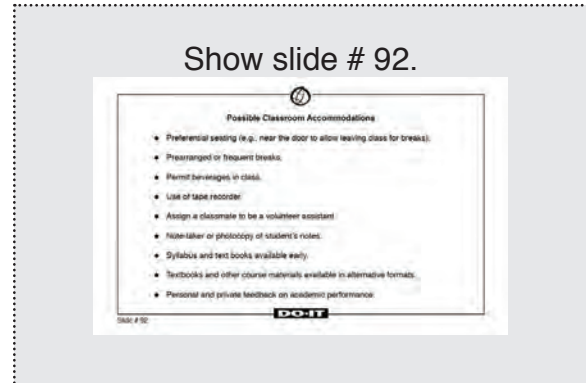 Show slide # 92.
Possible Classroom Accommodations
• Preferential seating (e.g., near the door to allow leaving class for breaks).
• Prearranged or frequent breaks.
• Permit beverages in class.
• Use of tape recorder.
• Assign a classmate to be a volunteer assistant.
• Note-taker or photocopy of student's notes.
• Syllabus and text books available early.
• Textbooks and other course materials available in alternative formats.
• Personal and private feedback on academic performance.
DO-IT
Slide # 92